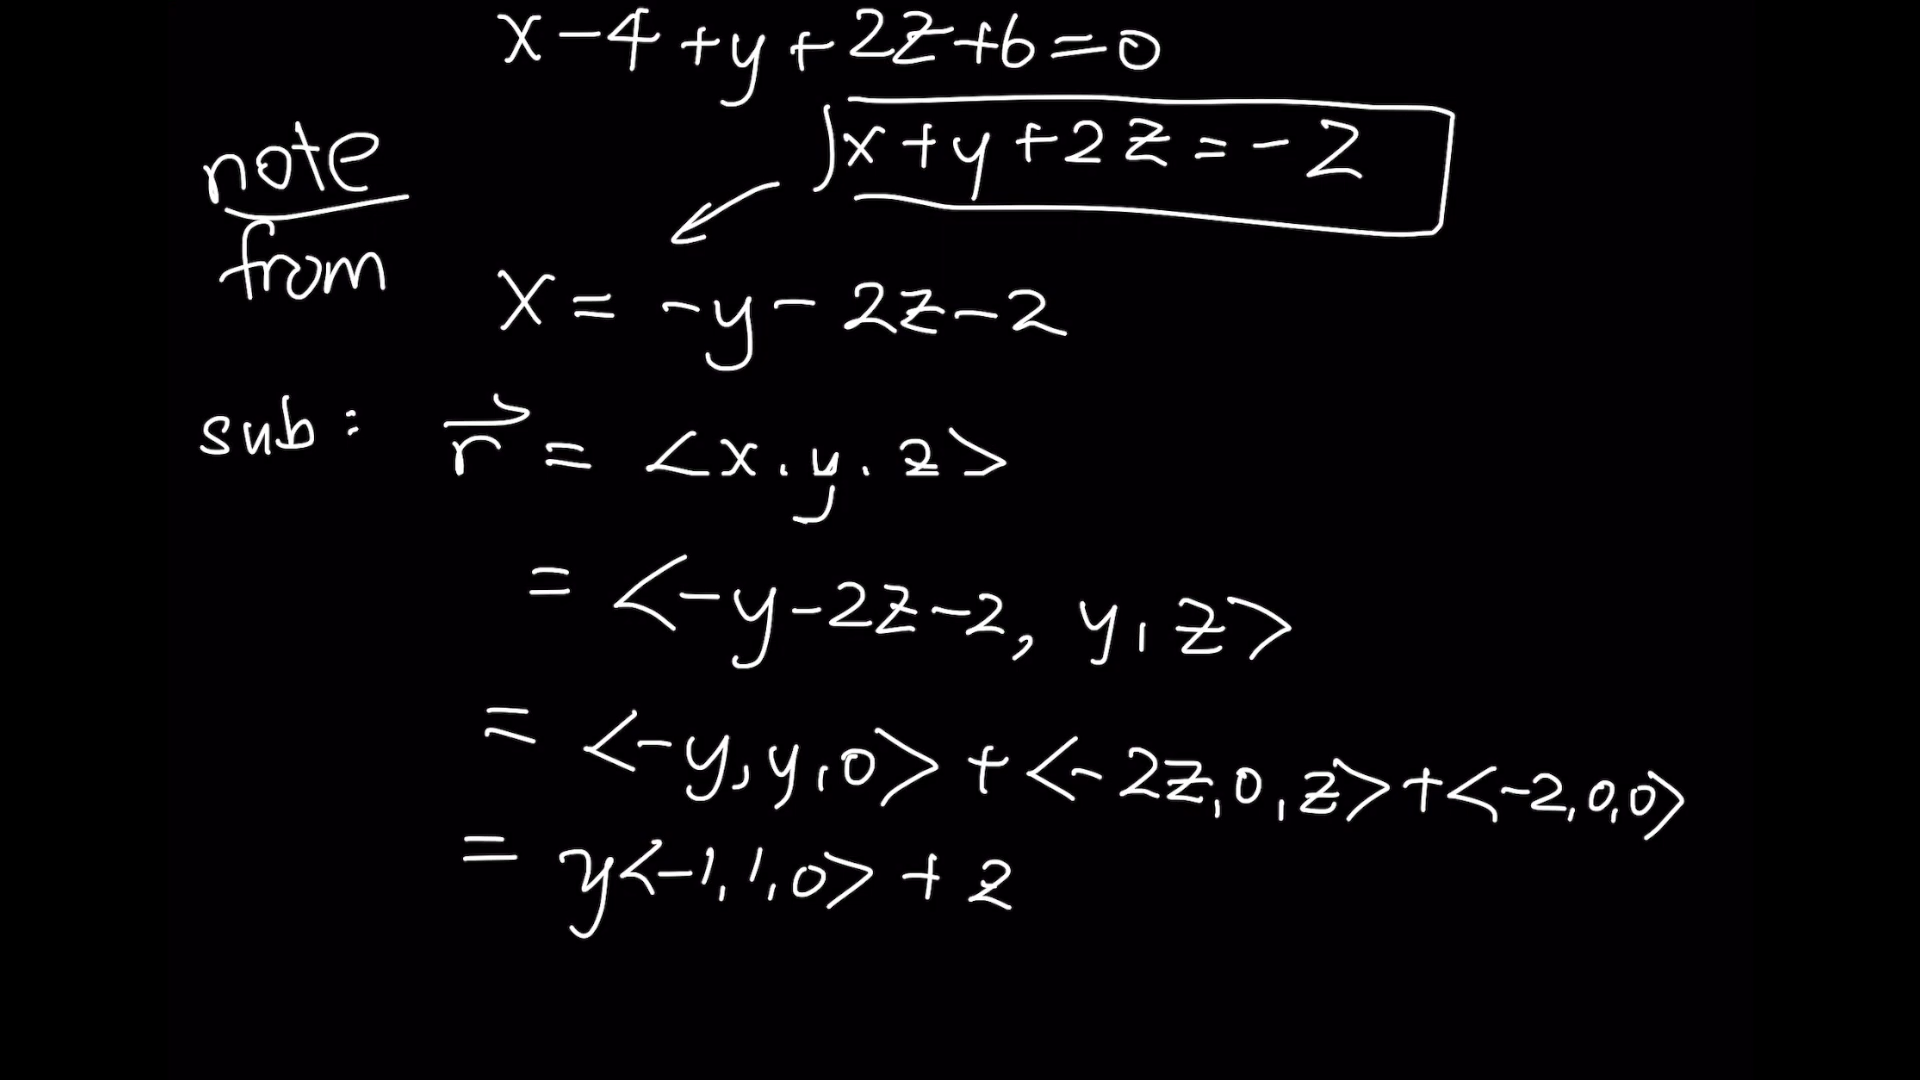 x-4+y+2z+6=0
x+y+2z=-2
note
from x=-y-2z-2
sub: r⃗ = <x,y,z>
= <-y-2z-2, y, z>
= <-y,y,0>+<-2z,0,z>+<-2,0,0>
= y<-1,1,0>+z